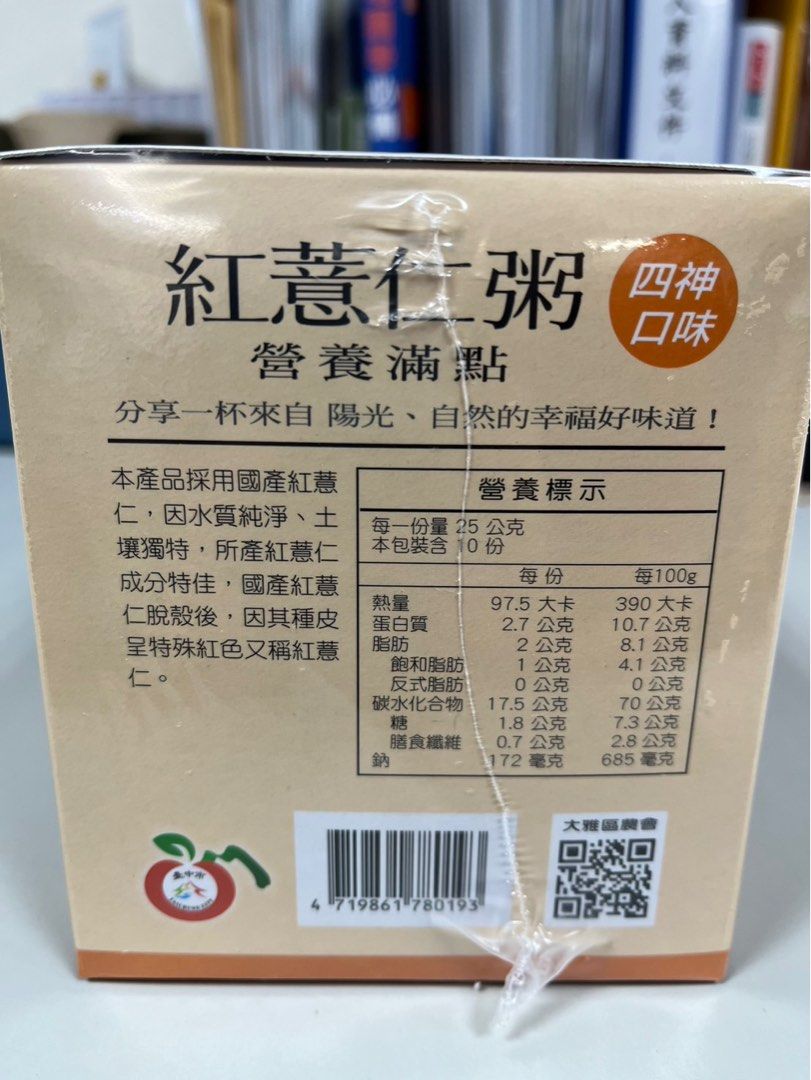 紅薏仁粥
四神
口味
營養滿點
分享一杯來自 陽光、自然的幸福好味道！
本產品採用國產紅薏
仁，因水質純淨、土
壤獨特，所產紅薏仁
成分特佳，國產紅薏
仁脫殼後，因其種皮
呈特殊紅色又稱紅薏
仁。
營養標示
每一份量 25 公克
本包裝含 10 份
每份 每100g
熱量 97.5 大卡 390 大卡
蛋白質 2.7 公克 10.7 公克
脂肪 2 公克 8.1 公克
飽和脂肪 1 公克 4.1 公克
反式脂肪 0 公克 0 公克
碳水化合物 17.5 公克 70 公克
糖 1.8 公克 7.3 公克
膳食纖維 0.7 公克 2.8 公克
鈉 172 毫克 685 毫克
臺中市
4 719861 780193
大雅區農會